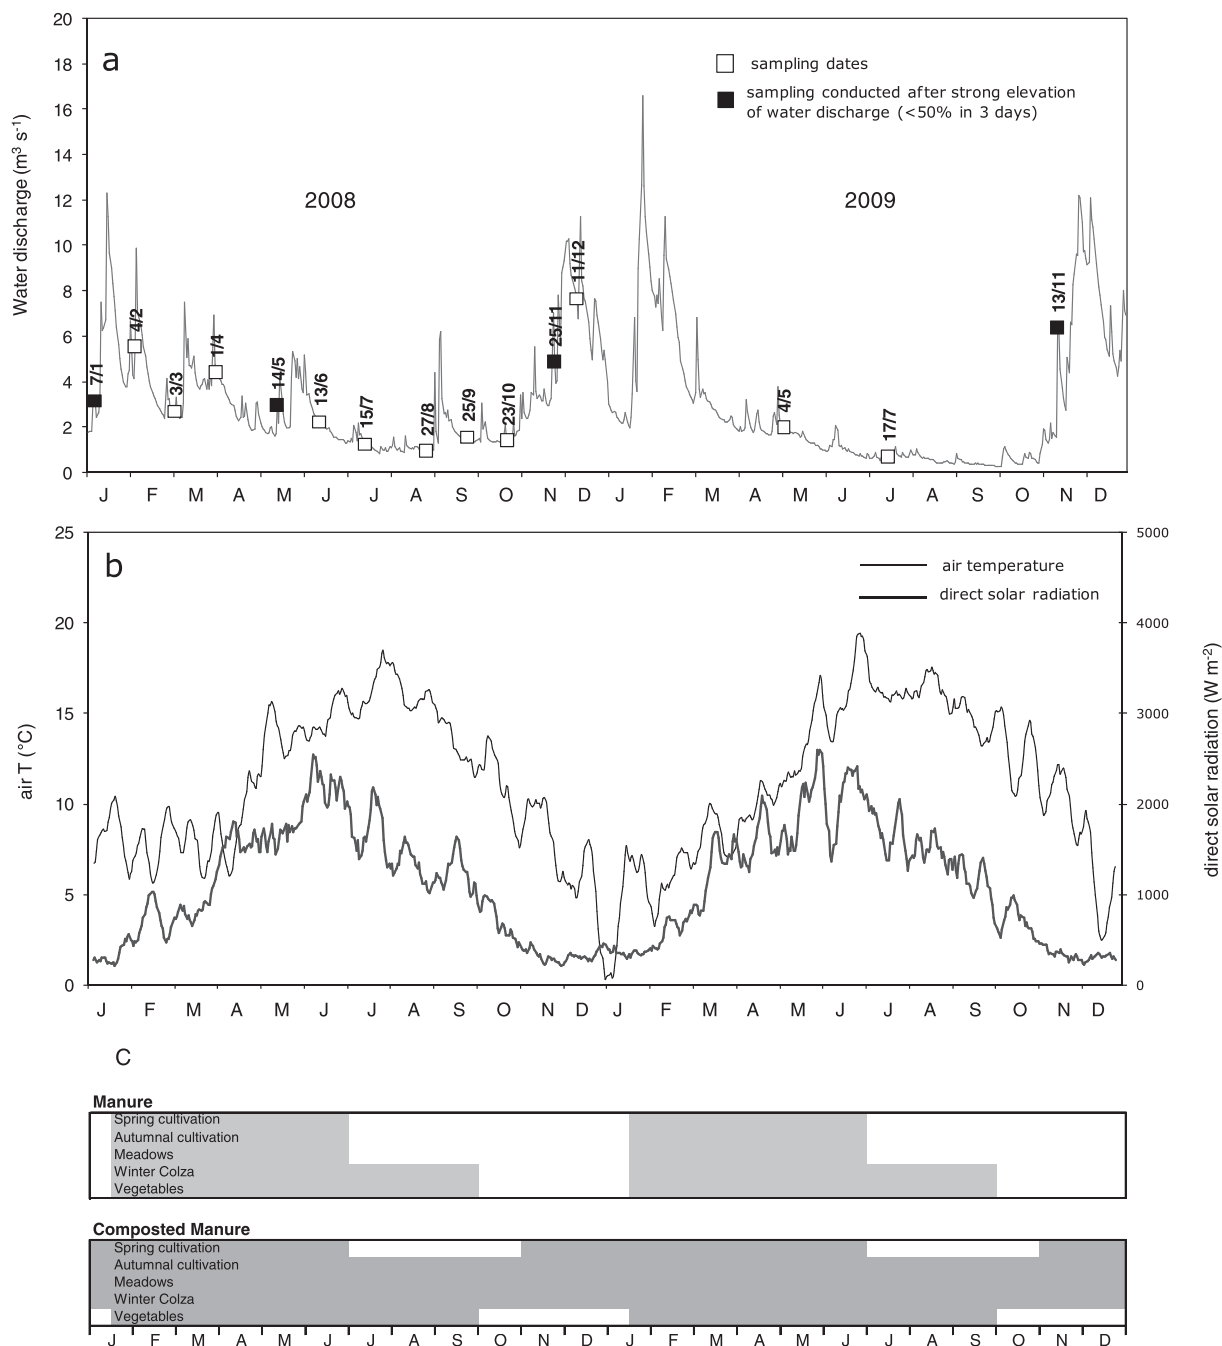 a
20
18
16
14
12
10
8
6
4
2
0
Water discharge (m³ s⁻¹)
sampling dates
sampling conducted after strong elevation
of water discharge (<50% in 3 days)
2008
2009
7/1
4/2
3/3
1/4
14/5
13/6
15/7
27/8
25/9
23/10
25/11
11/12
4/5
17/7
13/11
J F M A M J J A S O N D J F M A M J J A S O N D
b
25
20
15
10
5
0
air T (°C)
air temperature
direct solar radiation
5000
4000
3000
2000
1000
0
direct solar radiation (W m⁻²)
J F M A M J J A S O N D J F M A M J J A S O N D
C
Manure
Spring cultivation
Autumnal cultivation
Meadows
Winter Colza
Vegetables
Composted Manure
Spring cultivation
Autumnal cultivation
Meadows
Winter Colza
Vegetables
J F M A M J J A S O N D J F M A M J J A S O N D